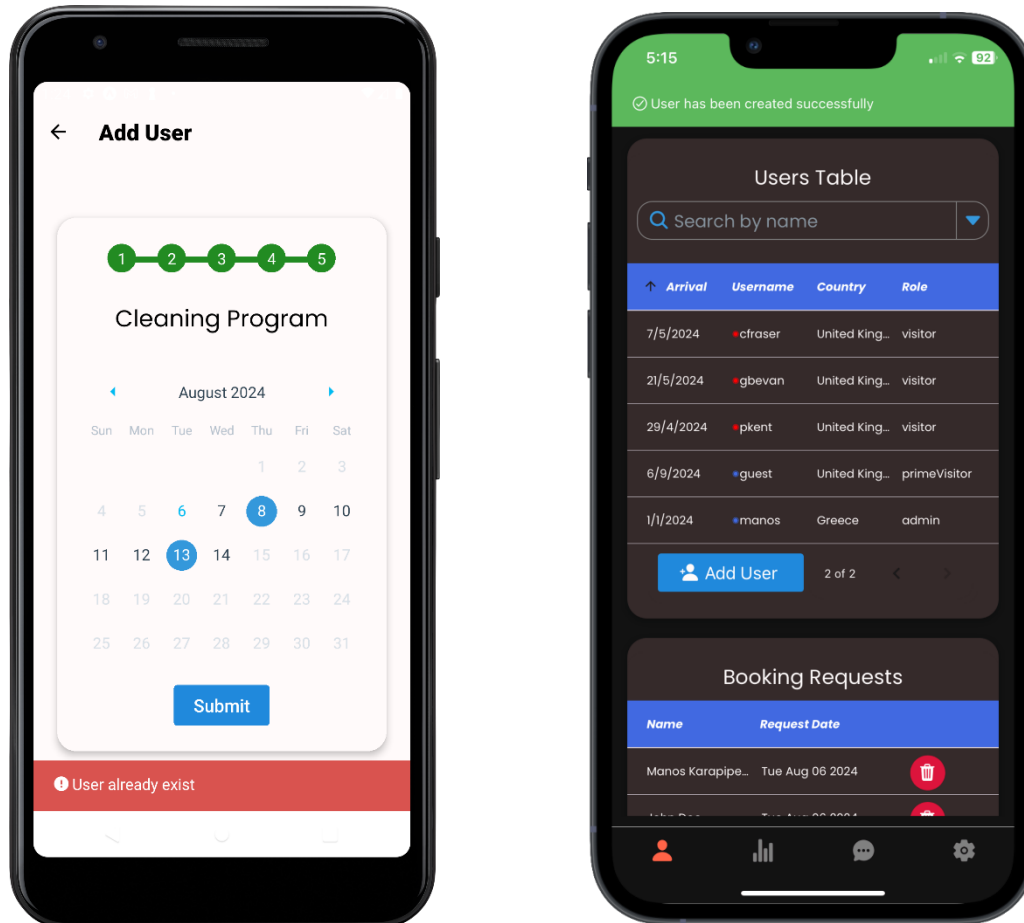 Add User
1 2 3 4 5
Cleaning Program
August 2024
Sun Mon Tue Wed Thu Fri Sat
1 2 3
4 5 6 7 8 9 10
11 12 13 14 15 16 17
18 19 20 21 22 23 24
25 26 27 28 29 30 31
Submit
User already exist
5:15 92
User has been created successfully
Users Table
Search by name
Arrival Username Country Role
7/5/2024 cfraser United King... visitor
21/5/2024 gbevan United King... visitor
29/4/2024 pkent United King... visitor
6/9/2024 guest United King... primeVisitor
1/1/2024 manos Greece admin
Add User 2 of 2
Booking Requests
Name Request Date
Manos Karapipe... Tue Aug 06 2024
John Doe Tue Aug 06 2024